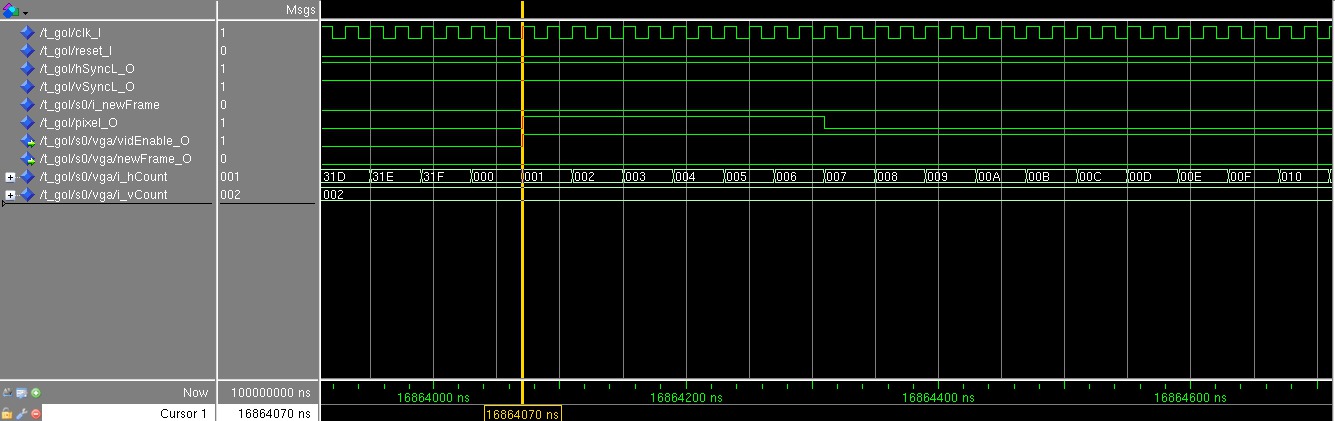 Msgs
/t_gol/clk_I 1
/t_gol/reset_I 0
/t_gol/hSyncL_O 1
/t_gol/vSyncL_O 1
/t_gol/s0/i_newFrame 0
/t_gol/pixel_O 1
/t_gol/s0/vga/vidEnable_O 1
/t_gol/s0/vga/newFrame_O 0
/t_gol/s0/vga/i_hCount 001 31D 31E 31F 000 001 002 003 004 005 006 007 008 009 00A 00B 00C 00D 00E 00F 010
/t_gol/s0/vga/i_vCount 002 002
Now 100000000 ns 16864000 ns 16864200 ns 16864400 ns 16864600 ns
Cursor 1 16864070 ns 16864070 ns